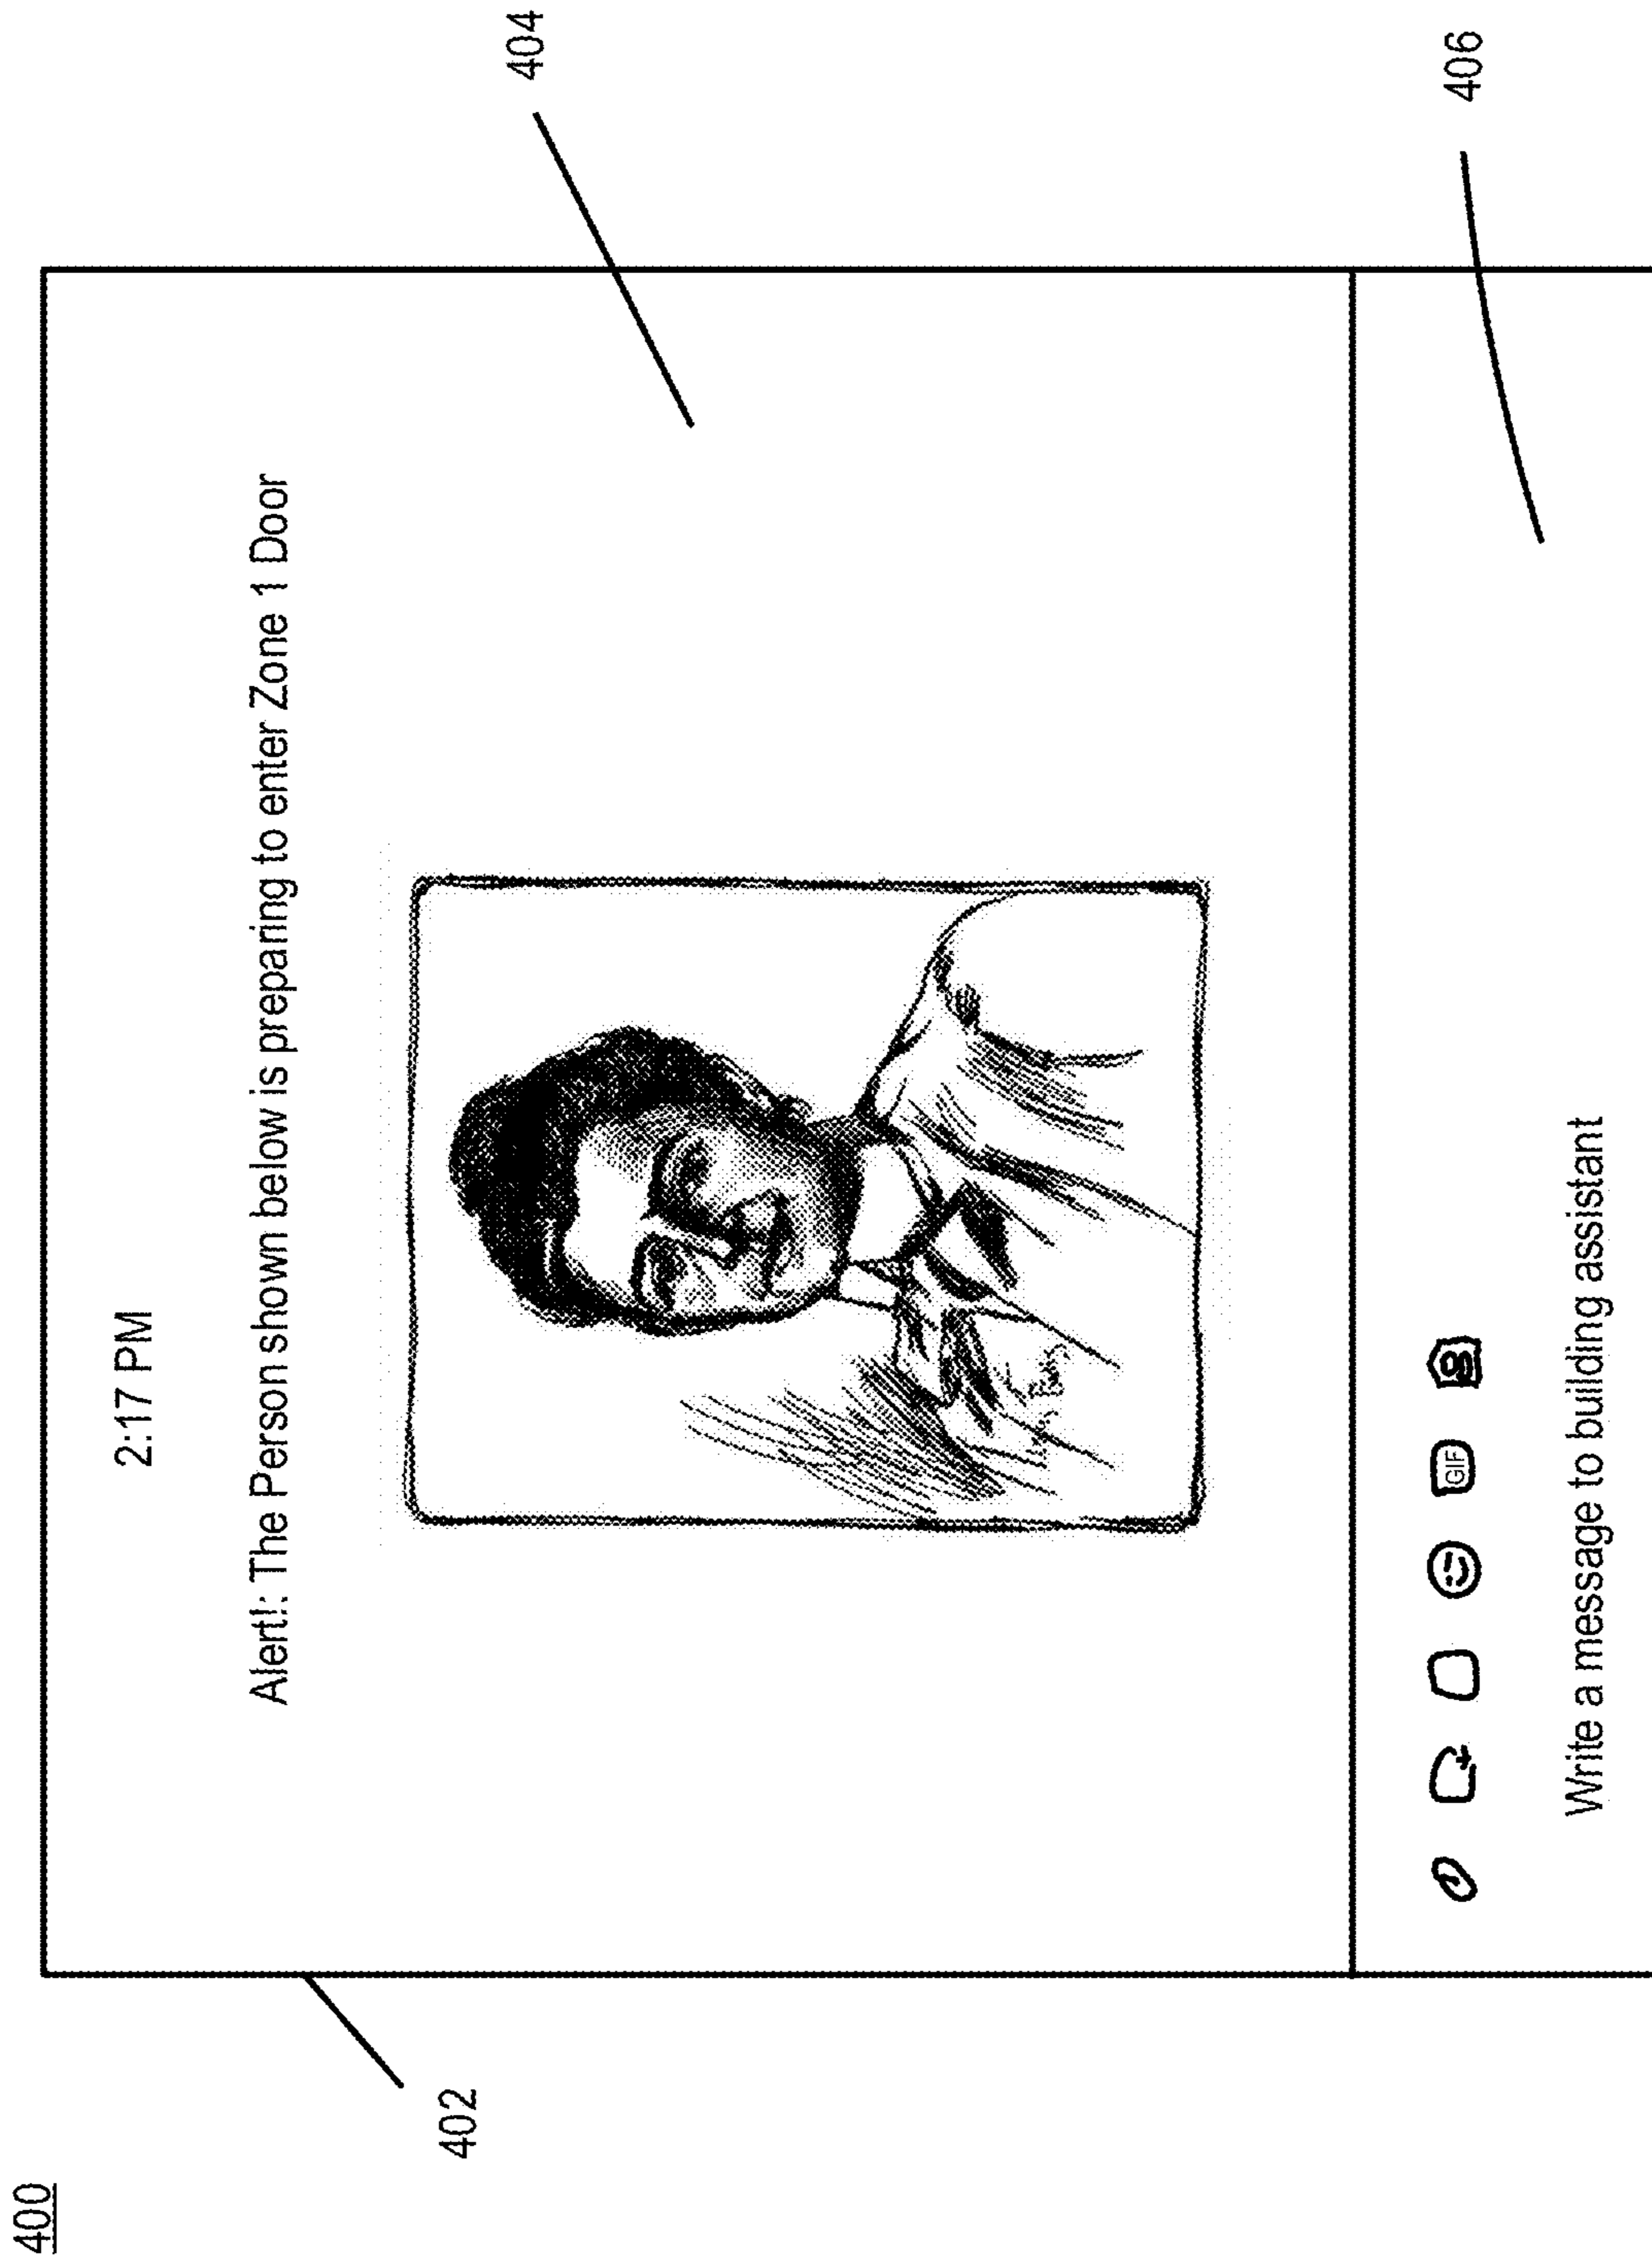 400
402
2:17 PM
Alert!: The Person shown below is preparing to enter Zone 1 Door
404
GIF
Write a message to building assistant
406